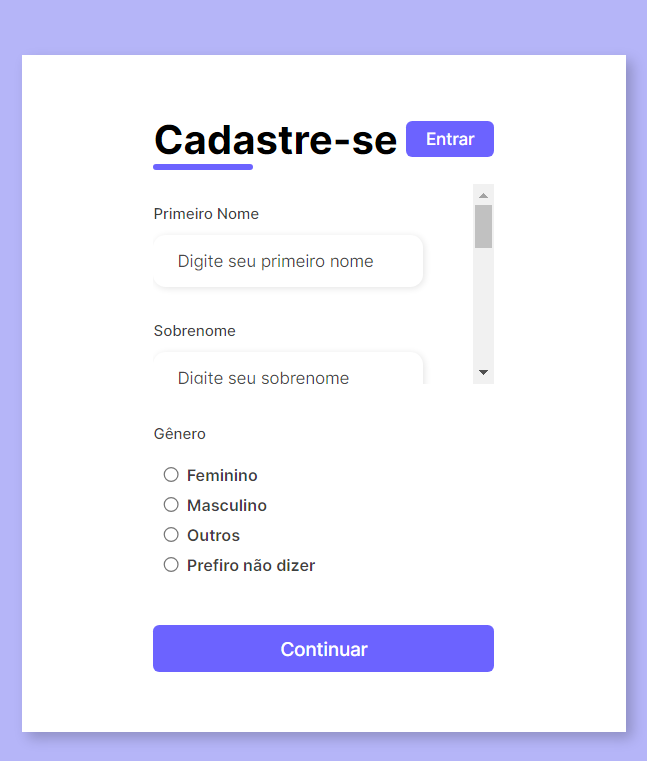 Cadastre-se
Entrar
Primeiro Nome
Digite seu primeiro nome
Sobrenome
Digite seu sobrenome
Gênero
Feminino
Masculino
Outros
Prefiro não dizer
Continuar